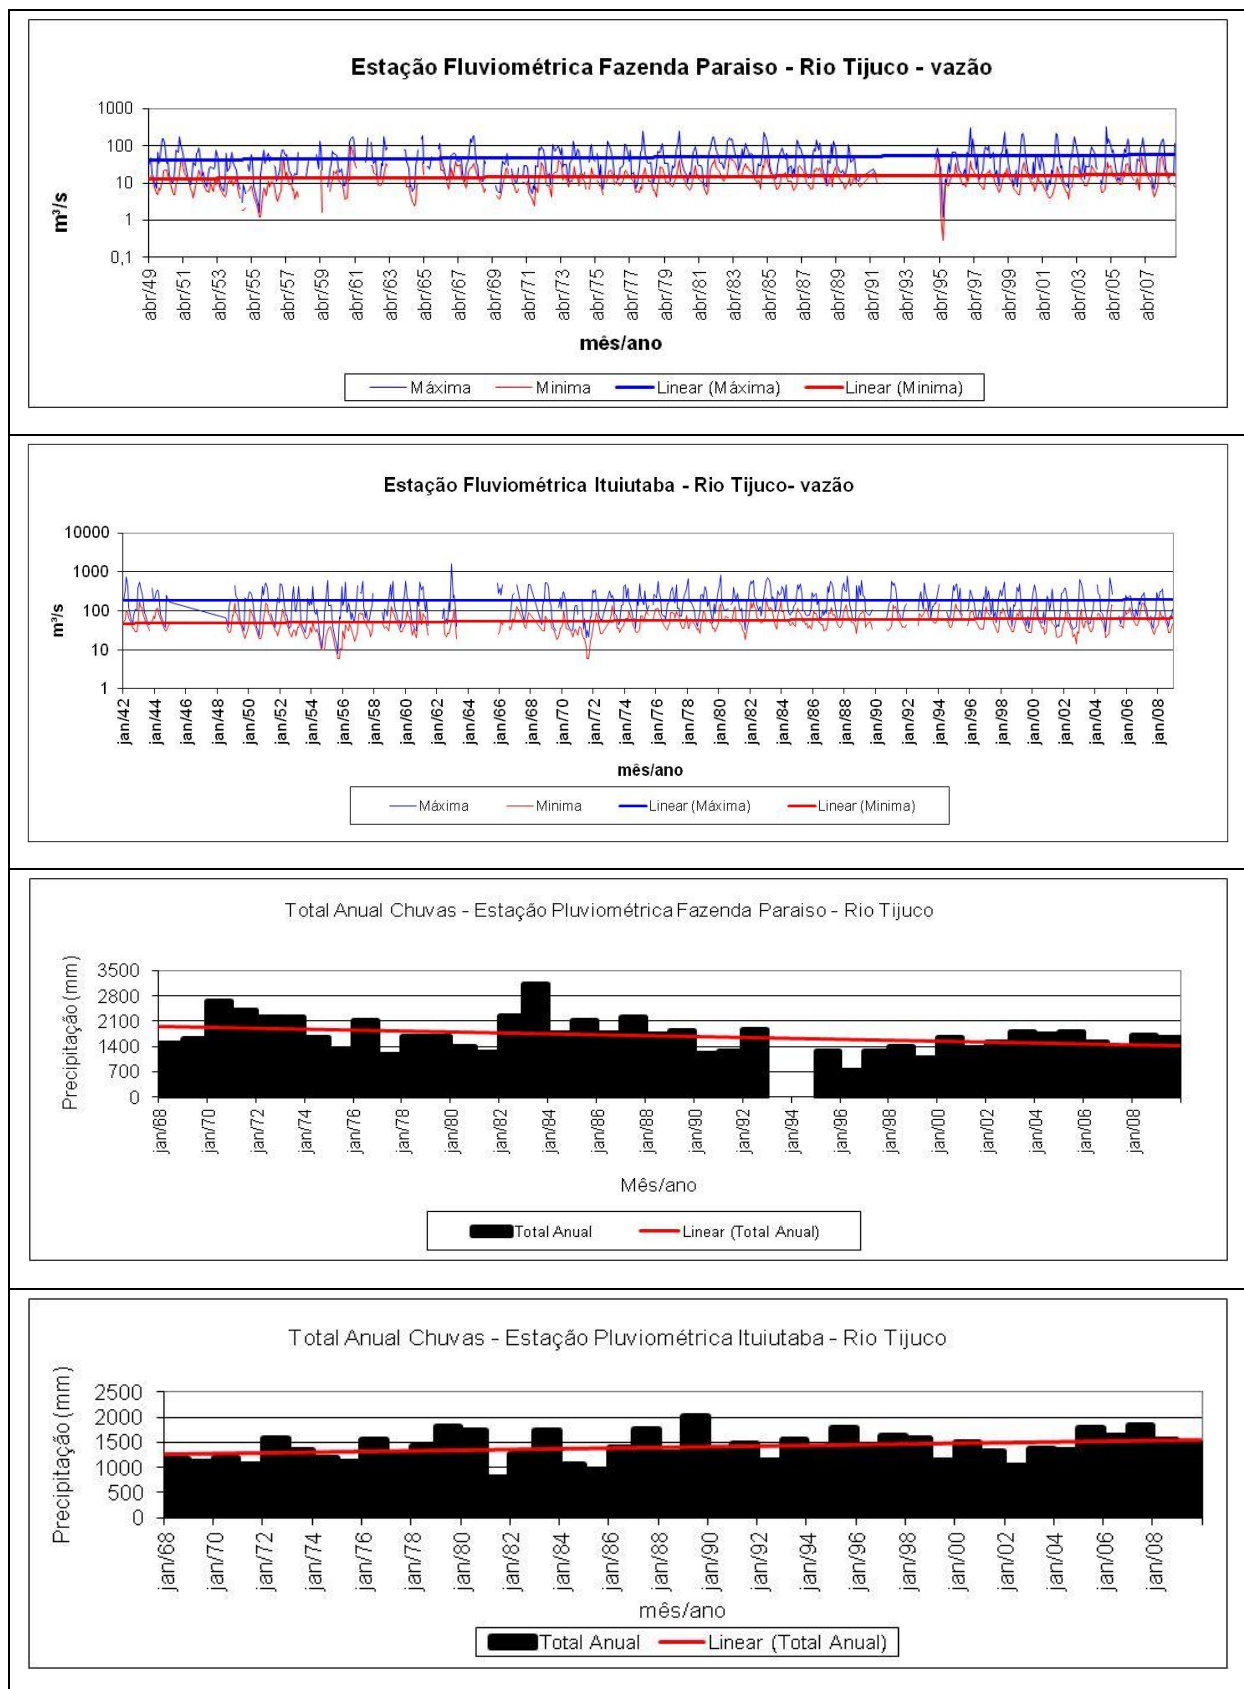 Estação Fluviométrica Fazenda Paraiso - Rio Tijuco - vazão
m³/s
1000
100
10
1
0,1
abr/49 abr/51 abr/53 abr/55 abr/57 abr/59 abr/61 abr/63 abr/65 abr/67 abr/69 abr/71 abr/73 abr/75 abr/77 abr/79 abr/81 abr/83 abr/85 abr/87 abr/89 abr/91 abr/93 abr/95 abr/97 abr/99 abr/01 abr/03 abr/05 abr/07
mês/ano
Máxima Minima Linear (Máxima) Linear (Minima)
Estação Fluviométrica Ituiutaba - Rio Tijuco- vazão
m³/s
10000
1000
100
10
1
jan/42 jan/44 jan/46 jan/48 jan/50 jan/52 jan/54 jan/56 jan/58 jan/60 jan/62 jan/64 jan/66 jan/68 jan/70 jan/72 jan/74 jan/76 jan/78 jan/80 jan/82 jan/84 jan/86 jan/88 jan/90 jan/92 jan/94 jan/96 jan/98 jan/00 jan/02 jan/04 jan/06 jan/08
mês/ano
Máxima Minima Linear (Máxima) Linear (Minima)
Total Anual Chuvas - Estação Pluviométrica Fazenda Paraiso - Rio Tijuco
Precipitação (mm)
3500
2800
2100
1400
700
0
jan/68 jan/70 jan/72 jan/74 jan/76 jan/78 jan/80 jan/82 jan/84 jan/86 jan/88 jan/90 jan/92 jan/94 jan/96 jan/98 jan/00 jan/02 jan/04 jan/06 jan/08
Mês/ano
Total Anual Linear (Total Anual)
Total Anual Chuvas - Estação Pluviométrica Ituiutaba - Rio Tijuco
Precipitação (mm)
2500
2000
1500
1000
500
0
jan/68 jan/70 jan/72 jan/74 jan/76 jan/78 jan/80 jan/82 jan/84 jan/86 jan/88 jan/90 jan/92 jan/94 jan/96 jan/98 jan/00 jan/02 jan/04 jan/06 jan/08
mês/ano
Total Anual Linear (Total Anual)